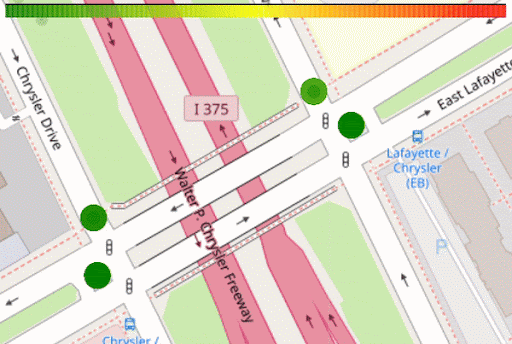 I 375
Chrysler Drive
East Lafayette
Lafayette /
Chrysler
(EB)
Walter P. Chrysler Freeway
P
Chrysler /